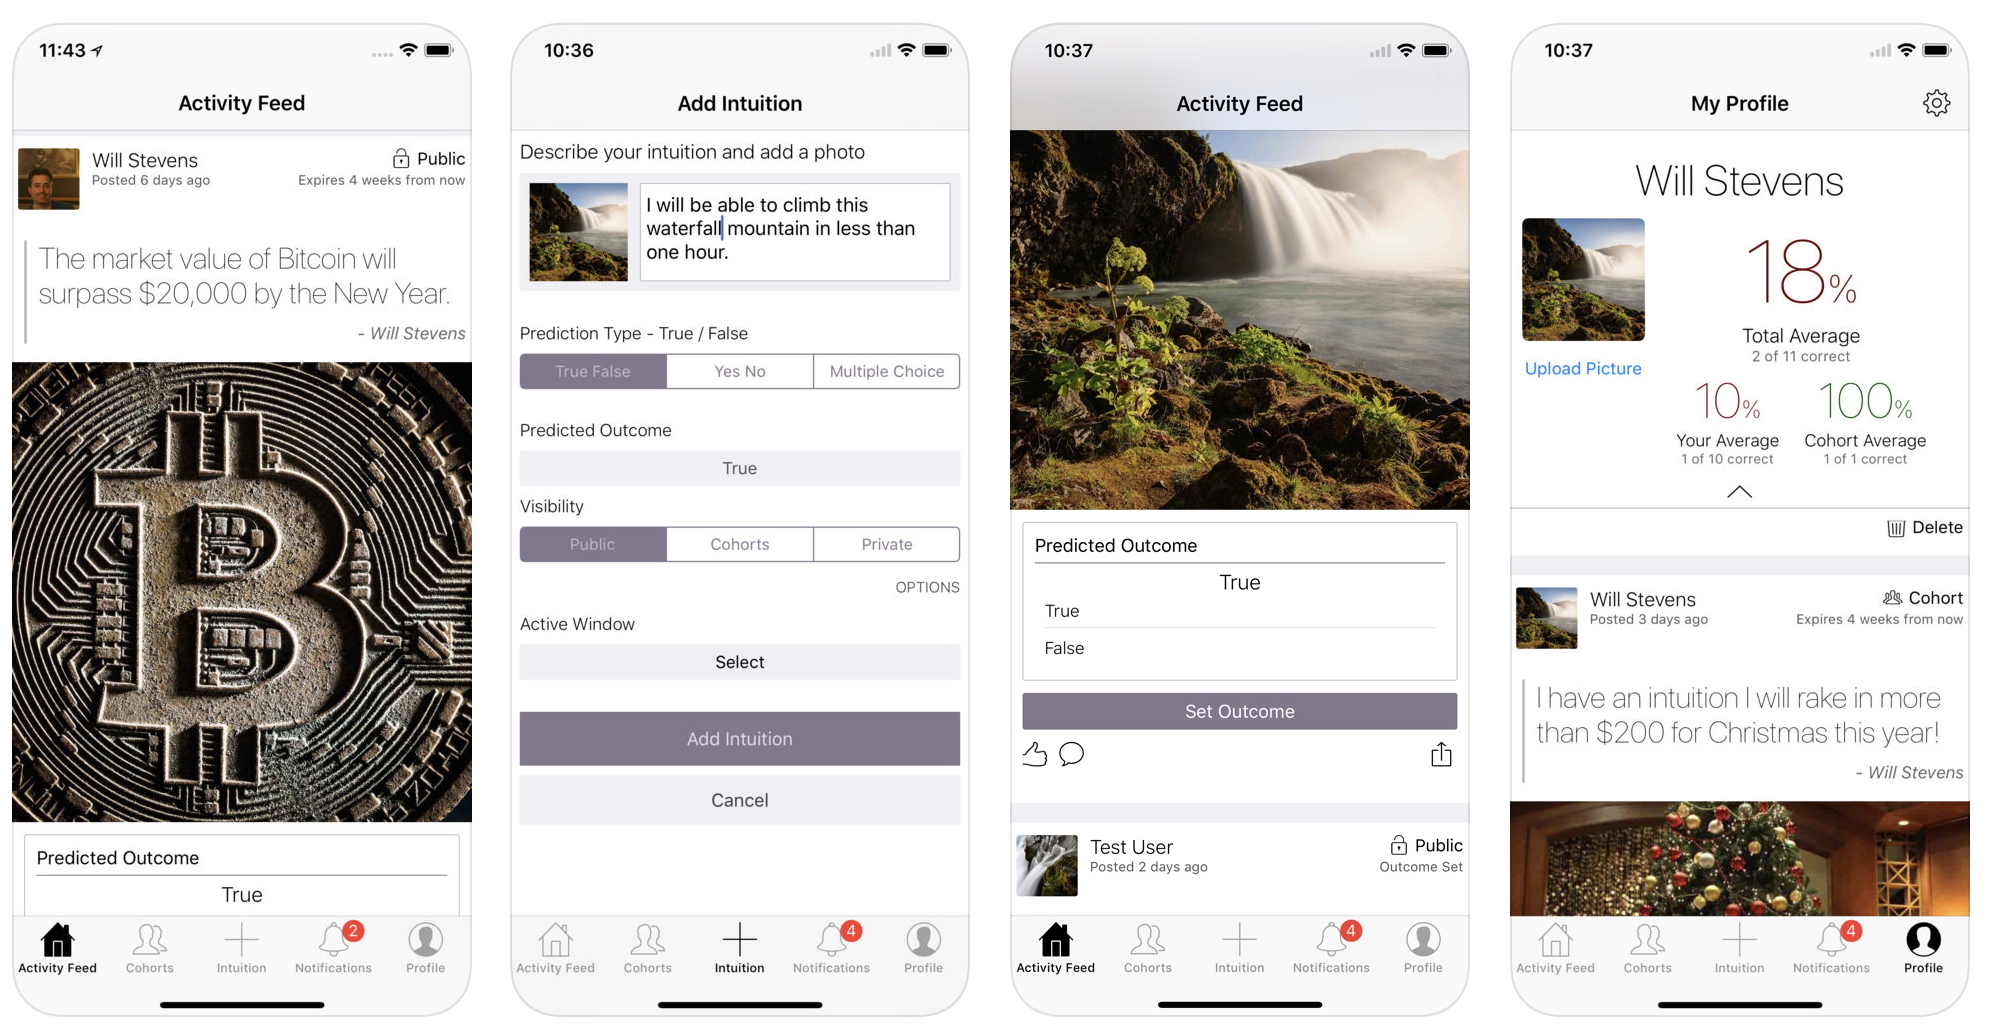 11:43
Activity Feed
Will Stevens
Posted 6 days ago
Public
Expires 4 weeks from now
The market value of Bitcoin will
surpass $20,000 by the New Year.
- Will Stevens
Predicted Outcome
True
Activity Feed
Cohorts
Intuition
2
Notifications
Profile
10:36
Add Intuition
Describe your intuition and add a photo
I will be able to climb this
waterfall mountain in less than
one hour.
Prediction Type - True / False
True False
Yes No
Multiple Choice
Predicted Outcome
True
Visibility
Public
Cohorts
Private
OPTIONS
Active Window
Select
Add Intuition
Cancel
Activity Feed
Cohorts
Intuition
4
Notifications
Profile
10:37
Activity Feed
Predicted Outcome
True
True
False
Set Outcome
Test User
Posted 2 days ago
Public
Outcome Set
Activity Feed
Cohorts
Intuition
4
Notifications
Profile
10:37
My Profile
Will Stevens
Upload Picture
18%
Total Average
2 of 11 correct
10%
Your Average
1 of 10 correct
100%
Cohort Average
1 of 1 correct
Delete
Will Stevens
Posted 3 days ago
Cohort
Expires 4 weeks from now
I have an intuition I will rake in more
than $200 for Christmas this year!
- Will Stevens
Activity Feed
Cohorts
Intuition
4
Notifications
Profile